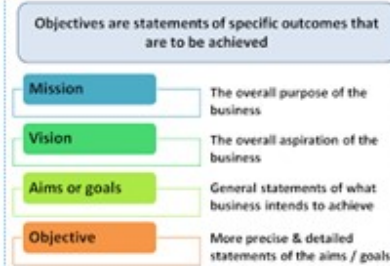 Objectives are statements of specific outcomes that
are to be achieved
Mission
The overall purpose of the
business
Vision
The overall aspiration of the
business
Aims or goals
General statements of what
business intends to achieve
Objective
More precise & detailed
statements of the aims / goals